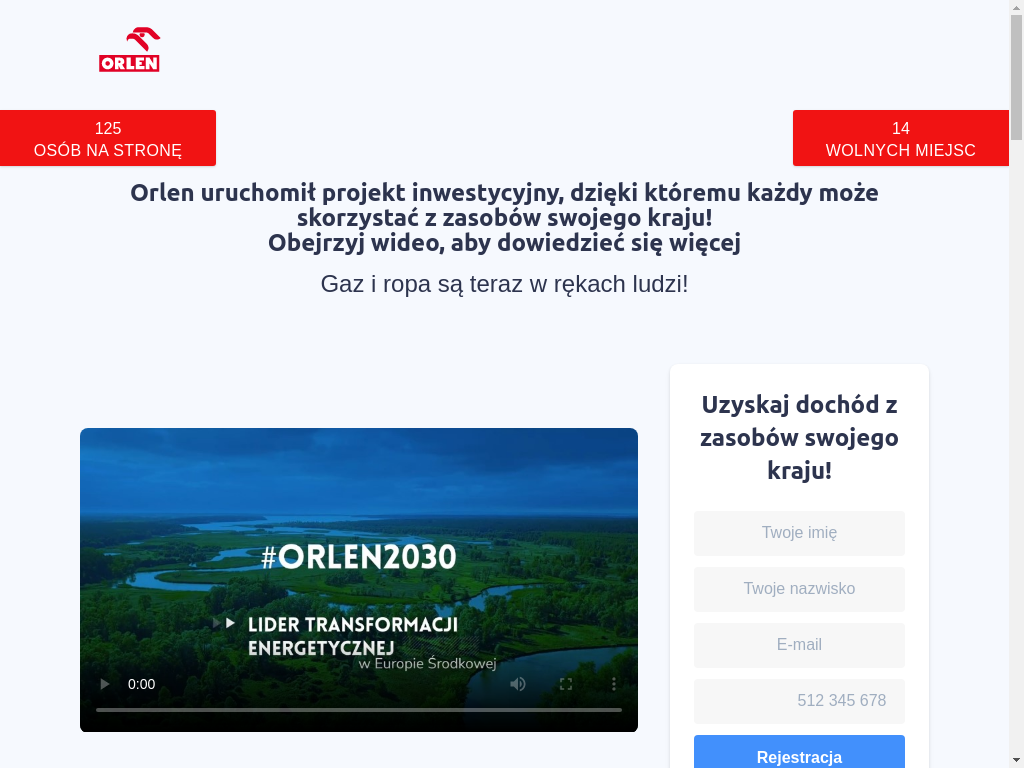 ORLEN
125
OSÓB NA STRONĘ
14
WOLNYCH MIEJSC
Orlen uruchomił projekt inwestycyjny, dzięki któremu każdy może
skorzystać z zasobów swojego kraju!
Obejrzyj wideo, aby dowiedzieć się więcej
Gaz i ropa są teraz w rękach ludzi!
#ORLEN2030
LIDER TRANSFORMACJI
ENERGETYCZNEJ
w Europie Środkowej
0:00
Uzyskaj dochód z
zasobów swojego
kraju!
Twoje imię
Twoje nazwisko
E-mail
512 345 678
Rejestracja